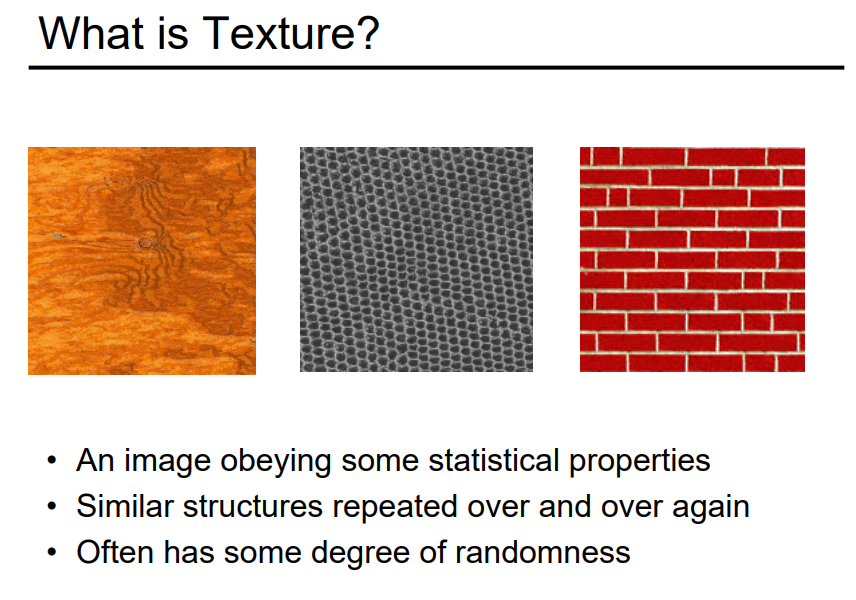 What is Texture?
• An image obeying some statistical properties
• Similar structures repeated over and over again
• Often has some degree of randomness